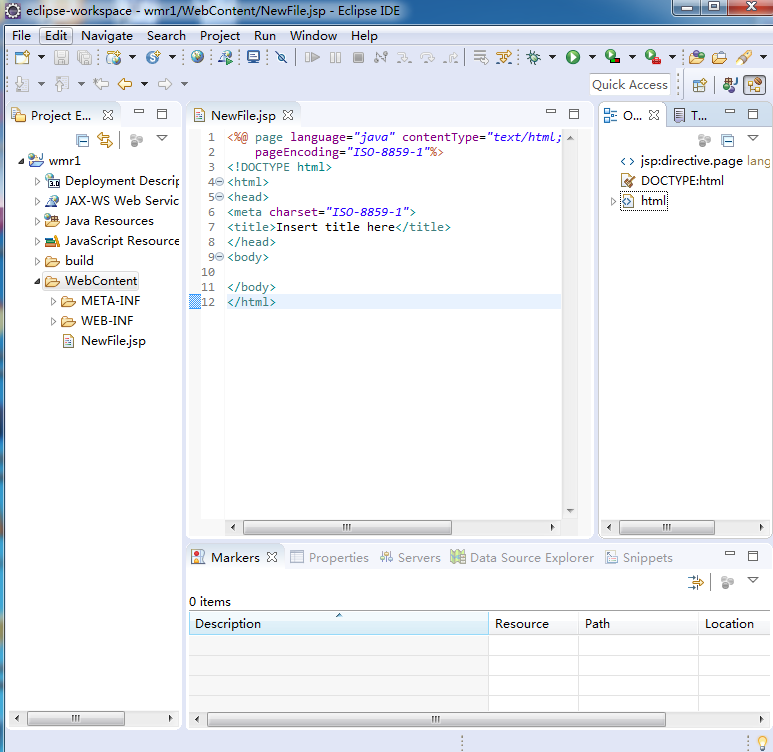 eclipse-workspace - wmr1/WebContent/NewFile.jsp - Eclipse IDE
File Edit Navigate Search Project Run Window Help
Quick Access
Project E...
wmr1
Deployment Descrip
JAX-WS Web Servic
Java Resources
JavaScript Resource
build
WebContent
META-INF
WEB-INF
NewFile.jsp
NewFile.jsp
1 <%@ page language="java" contentType="text/html;
2 pageEncoding="ISO-8859-1"%>
3 <!DOCTYPE html>
4 <html>
5 <head>
6 <meta charset="ISO-8859-1">
7 <title>Insert title here</title>
8 </head>
9 <body>
10
11 </body>
12 </html>
O... T...
jsp:directive.page lang
DOCTYPE:html
html
Markers Properties Servers Data Source Explorer Snippets
0 items
Description Resource Path Location